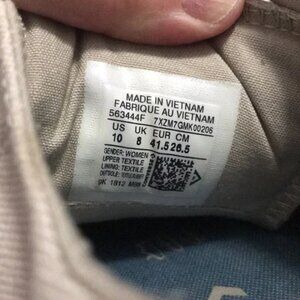 MADE IN VIETNAM
FABRIQUE AU VIETNAM
563444F 7XZM7GMK00206
US UK EUR CM
10 8 41.5 26.5
GENDER: WOMEN
UPPER: TEXTILE
LINING: TEXTILE
OUTSOLE: